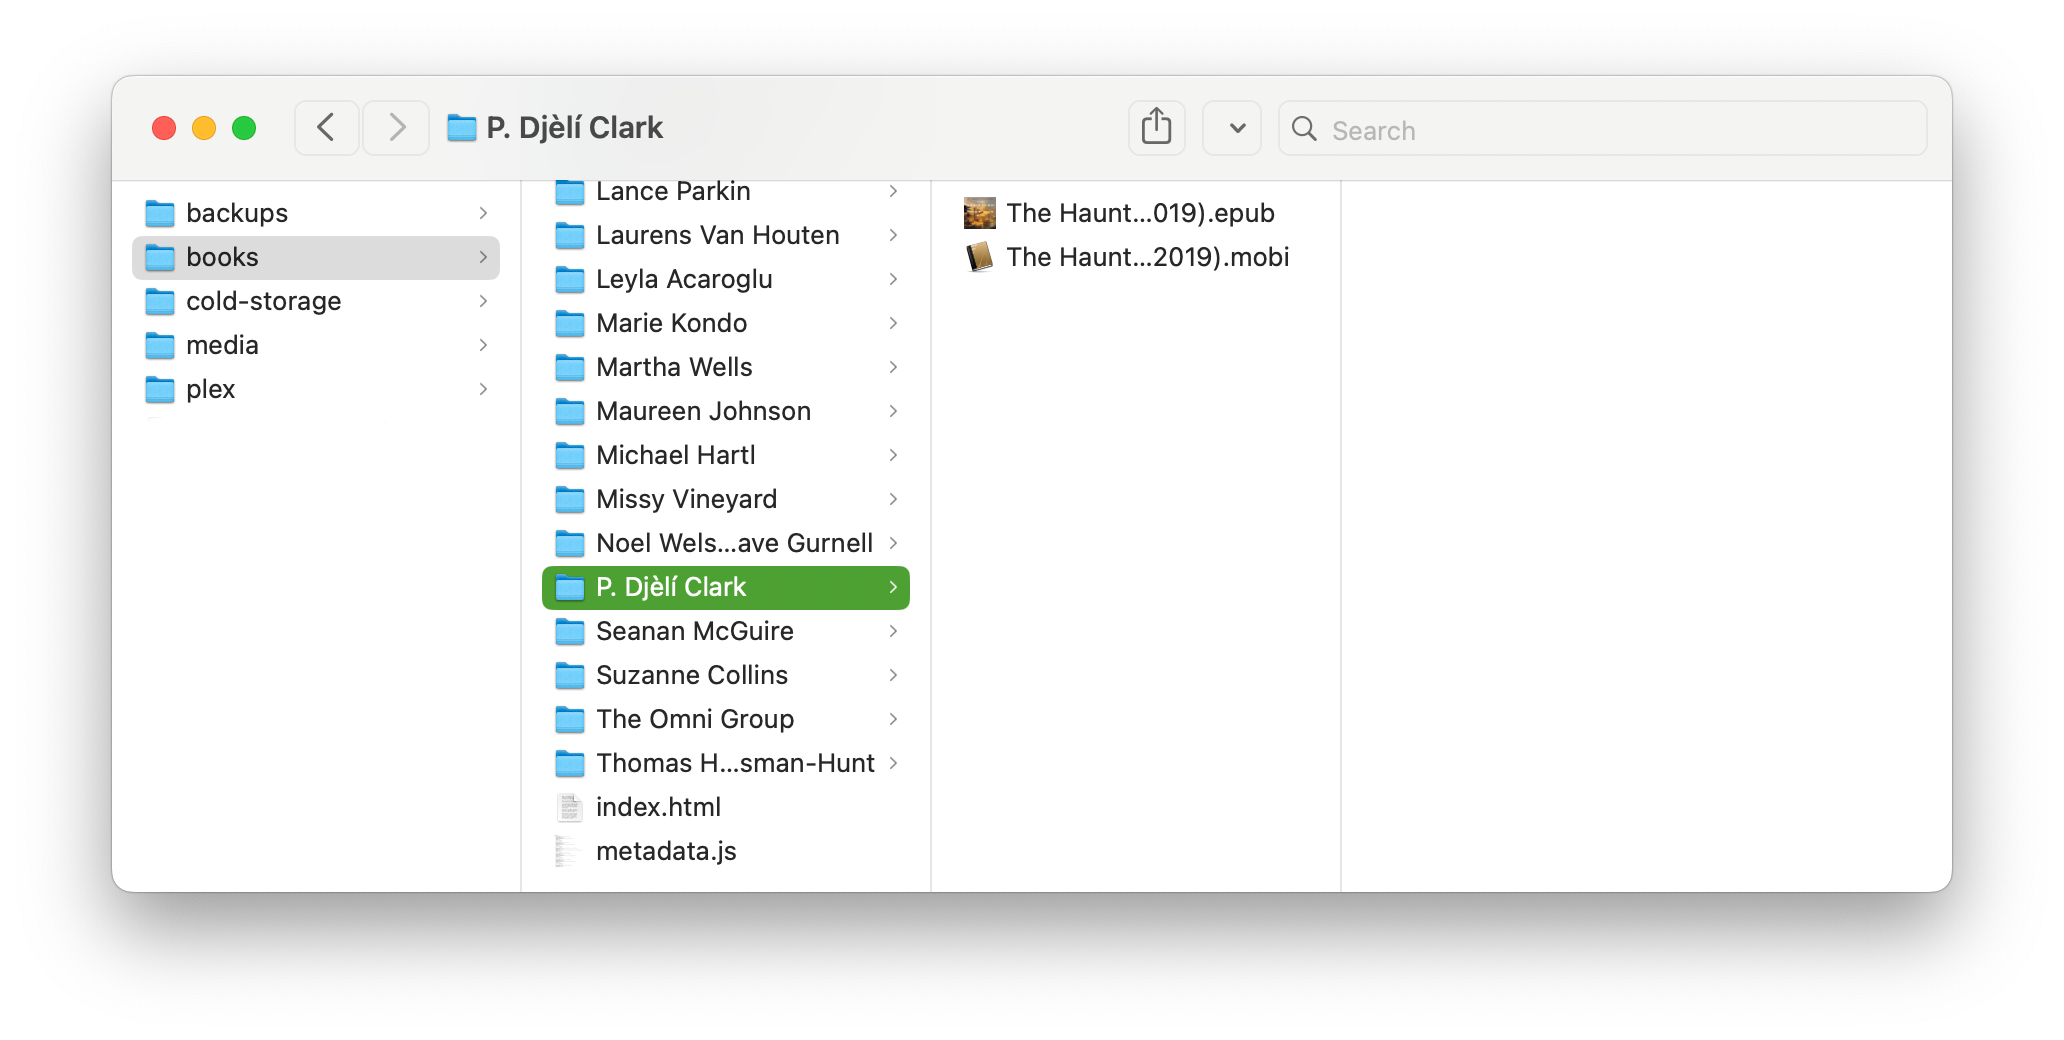 P. Djèlí Clark
Search
backups
books
cold-storage
media
plex
Lance Parkin
Laurens Van Houten
Leyla Acaroglu
Marie Kondo
Martha Wells
Maureen Johnson
Michael Hartl
Missy Vineyard
Noel Wels...ave Gurnell
P. Djèlí Clark
Seanan McGuire
Suzanne Collins
The Omni Group
Thomas H...sman-Hunt
index.html
metadata.js
The Haunt...019).epub
The Haunt...2019).mobi